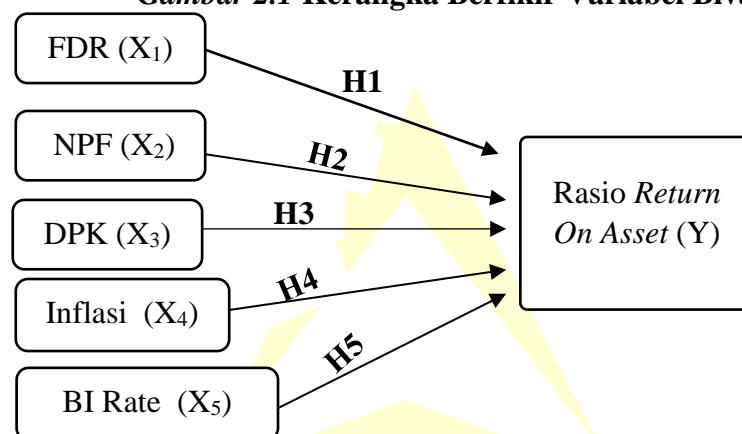 Gambar 2.1 Kerangka Berfikir Variabel
FDR (X₁)
H1
NPF (X₂)
H2
DPK (X₃)
H3
Inflasi (X₄)
H4
BI Rate (X₅)
H5
Rasio Return
On Asset (Y)